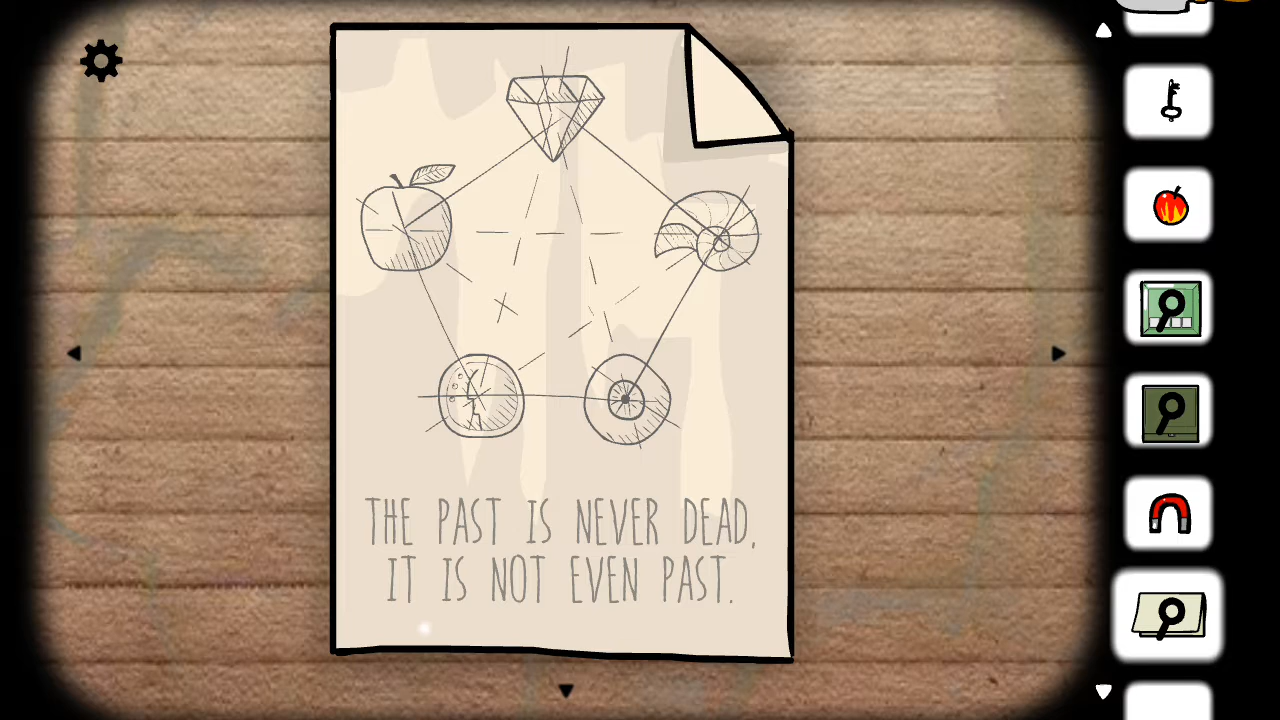 THE PAST IS NEVER DEAD,
IT IS NOT EVEN PAST.